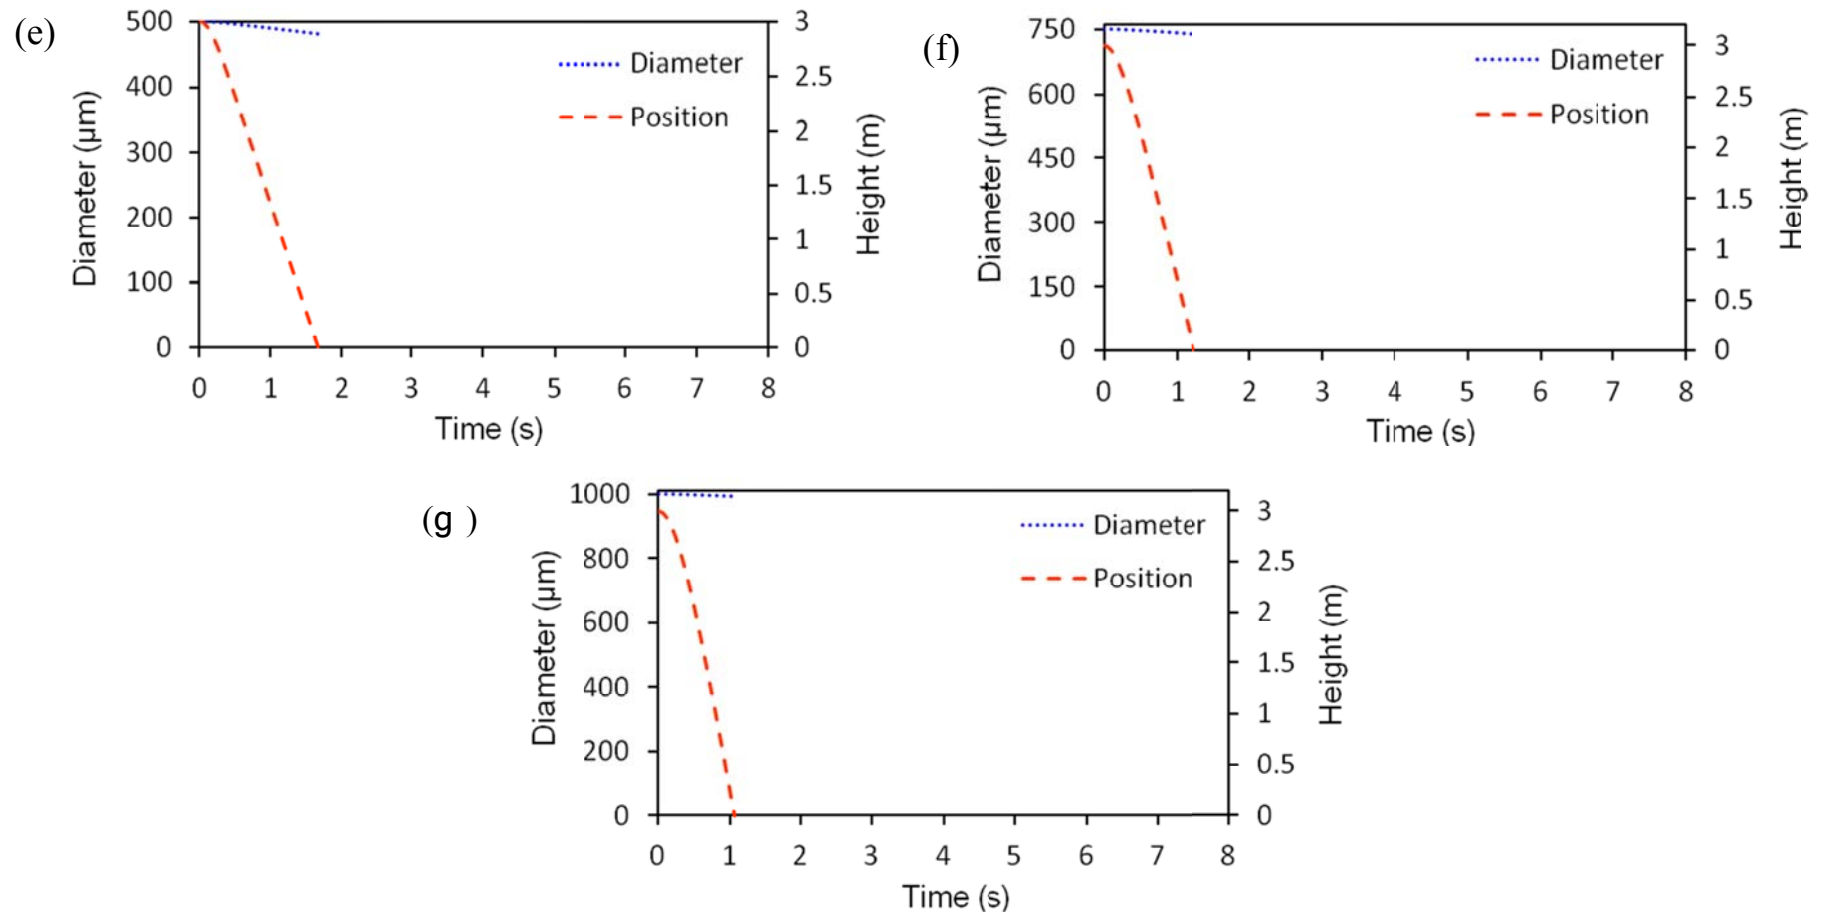 (e)
500
400
300
200
100
0
Diameter (µm)
3
2.5
2
1.5
1
0.5
0
Height (m)
Diameter
Position
0 1 2 3 4 5 6 7 8
Time (s)
(f)
750
600
450
300
150
0
Diameter (µm)
3
2.5
2
1.5
1
0.5
0
Height (m)
Diameter
Position
0 1 2 3 4 5 6 7 8
Time (s)
(g )
1000
800
600
400
200
0
Diameter (µm)
3
2.5
2
1.5
1
0.5
0
Height (m)
Diameter
Position
0 1 2 3 4 5 6 7 8
Time (s)